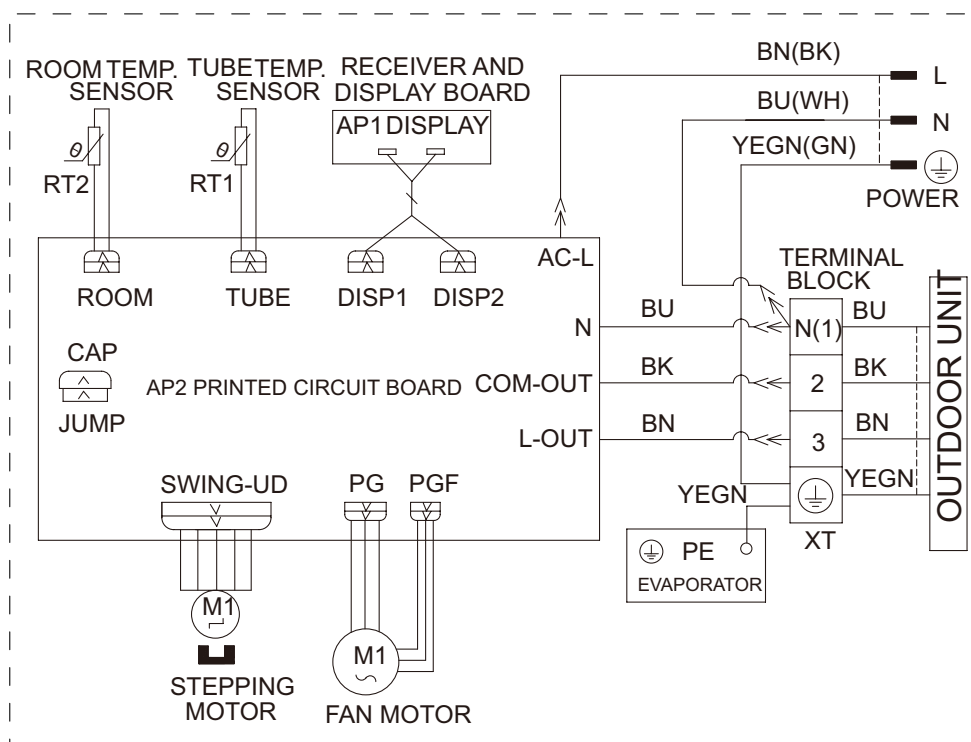 ROOM TEMP.
SENSOR
TUBE TEMP.
SENSOR
RECEIVER AND
DISPLAY BOARD
AP1 DISPLAY
θ
RT2
θ
RT1
BN(BK)
L
BU(WH)
N
YEGN(GN)
POWER
AC-L
TERMINAL
BLOCK
ROOM
TUBE
DISP1
DISP2
N
BU
N(1)
BU
CAP
JUMP
AP2 PRINTED CIRCUIT BOARD
COM-OUT
BK
2
BK
L-OUT
BN
3
BN
OUTDOOR UNIT
SWING-UD
PG
PGF
YEGN
YEGN
XT
PE
EVAPORATOR
M1
STEPPING
MOTOR
M1
FAN MOTOR